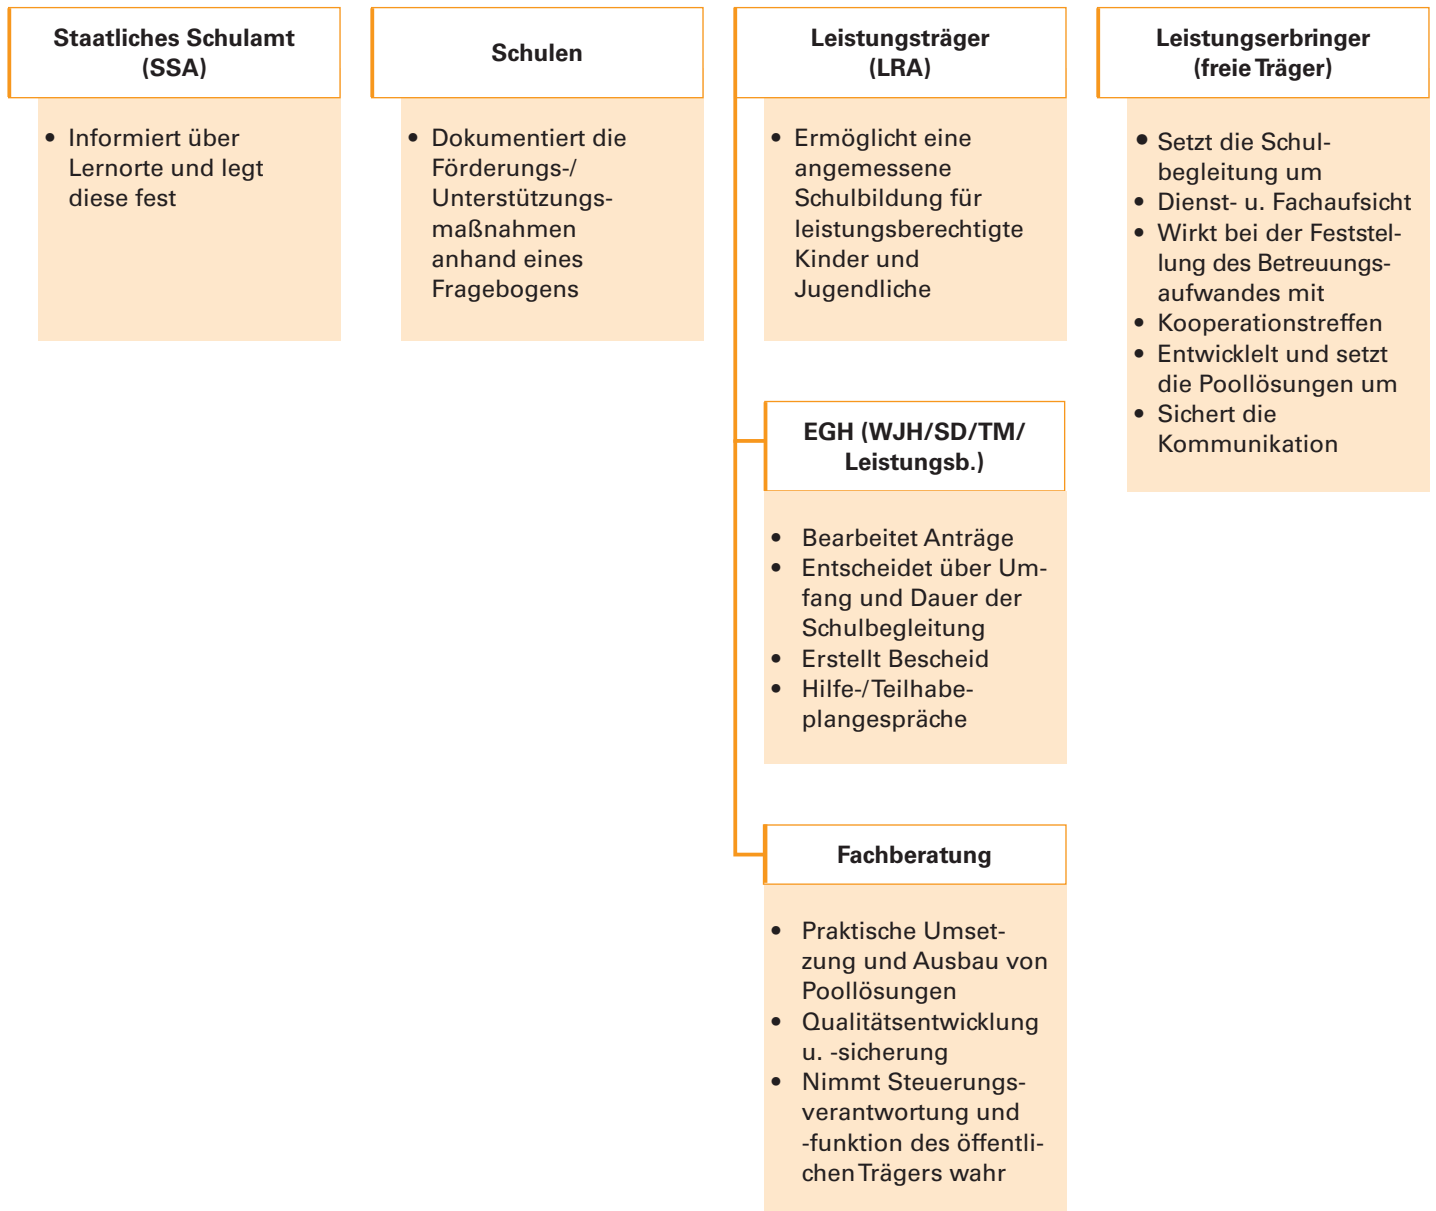 Staatliches Schulamt
(SSA)
• Informiert über
Lernorte und legt
diese fest
Schulen
• Dokumentiert die
Förderungs-/
Unterstützungs-
maßnahmen
anhand eines
Fragebogens
Leistungsträger
(LRA)
• Ermöglicht eine
angemessene
Schulbildung für
leistungsberechtigte
Kinder und
Jugendliche
EGH (WJH/SD/TM/
Leistungsb.)
• Bearbeitet Anträge
• Entscheidet über Um-
fang und Dauer der
Schulbegleitung
• Erstellt Bescheid
• Hilfe-/Teilhabe-
plangespräche
Fachberatung
• Praktische Umset-
zung und Ausbau von
Poollösungen
• Qualitätsentwicklung
u. -sicherung
• Nimmt Steuerungs-
verantwortung und
-funktion des öffentli-
chen Trägers wahr
Leistungserbringer
(freie Träger)
• Setzt die Schul-
begleitung um
• Dienst- u. Fachaufsicht
• Wirkt bei der Feststel-
lung des Betreuungs-
aufwandes mit
• Kooperationstreffen
• Entwicklelt und setzt
die Poollösungen um
• Sichert die
Kommunikation